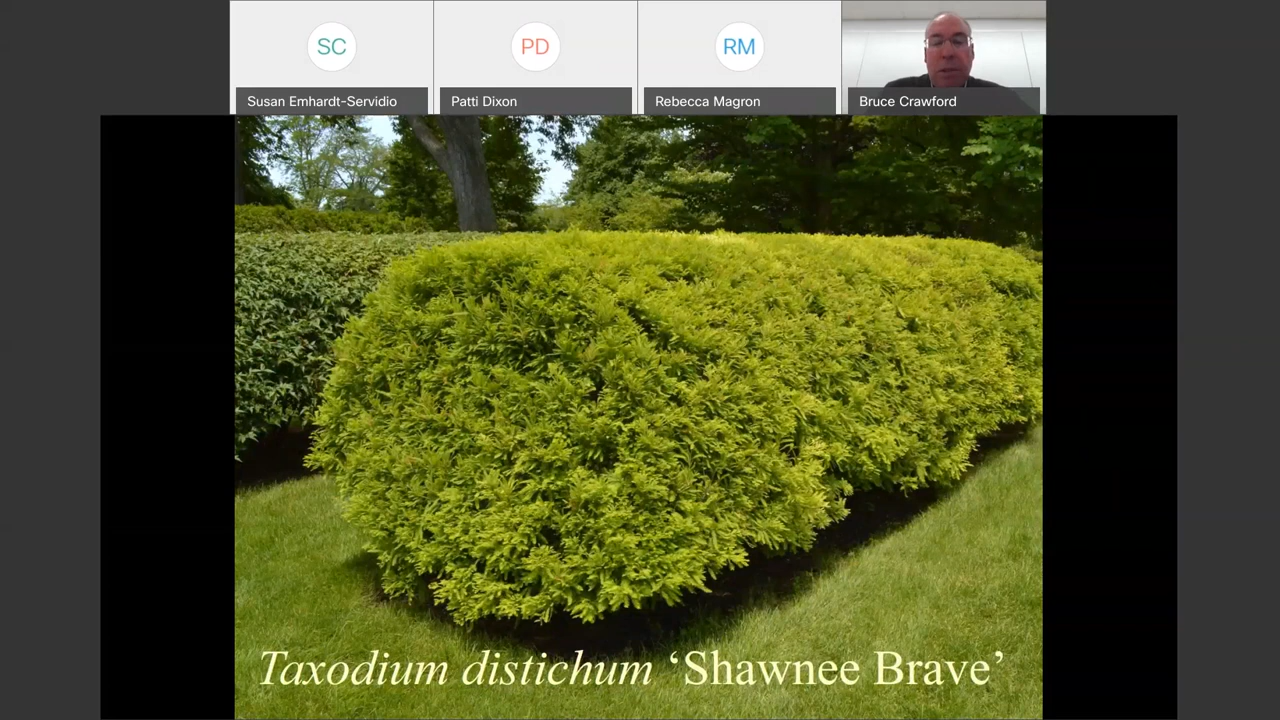 SC
PD
RM
Susan Emhardt-Servidio
Patti Dixon
Rebecca Magron
Bruce Crawford
Taxodium distichum ‘Shawnee Brave’